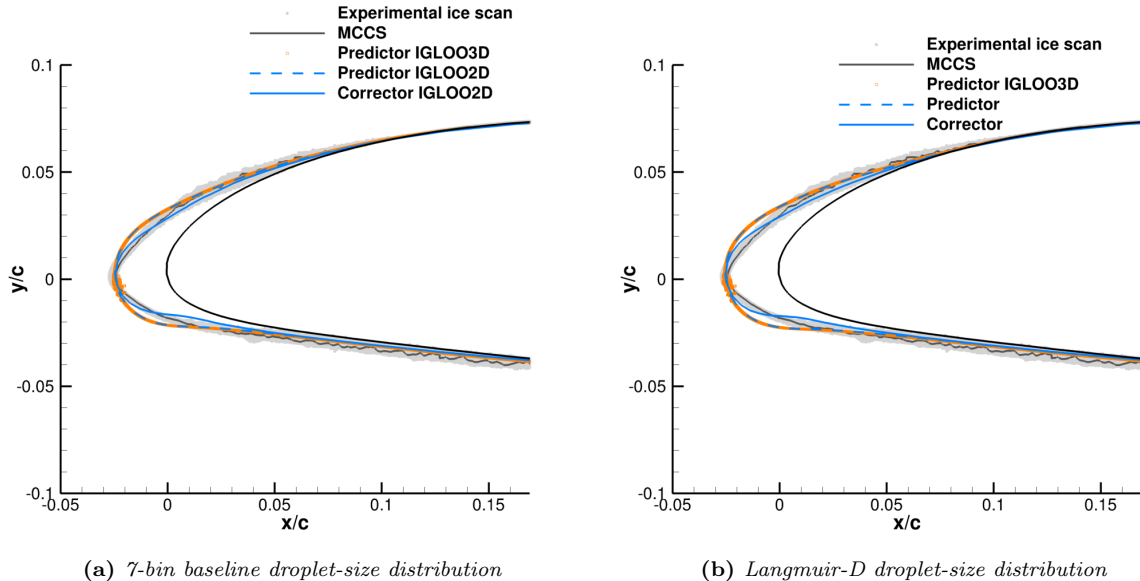 Experimental ice scan
MCCS
Predictor IGLOO3D
Predictor IGLOO2D
Corrector IGLOO2D
0.1
0.05
0
-0.05
-0.1
y/c
-0.05
0
0.05
0.1
0.15
x/c
(a) 7-bin baseline droplet-size distribution
Experimental ice scan
MCCS
Predictor IGLOO3D
Predictor
Corrector
0.1
0.05
0
-0.05
-0.1
y/c
-0.05
0
0.05
0.1
0.15
x/c
(b) Langmuir-D droplet-size distribution